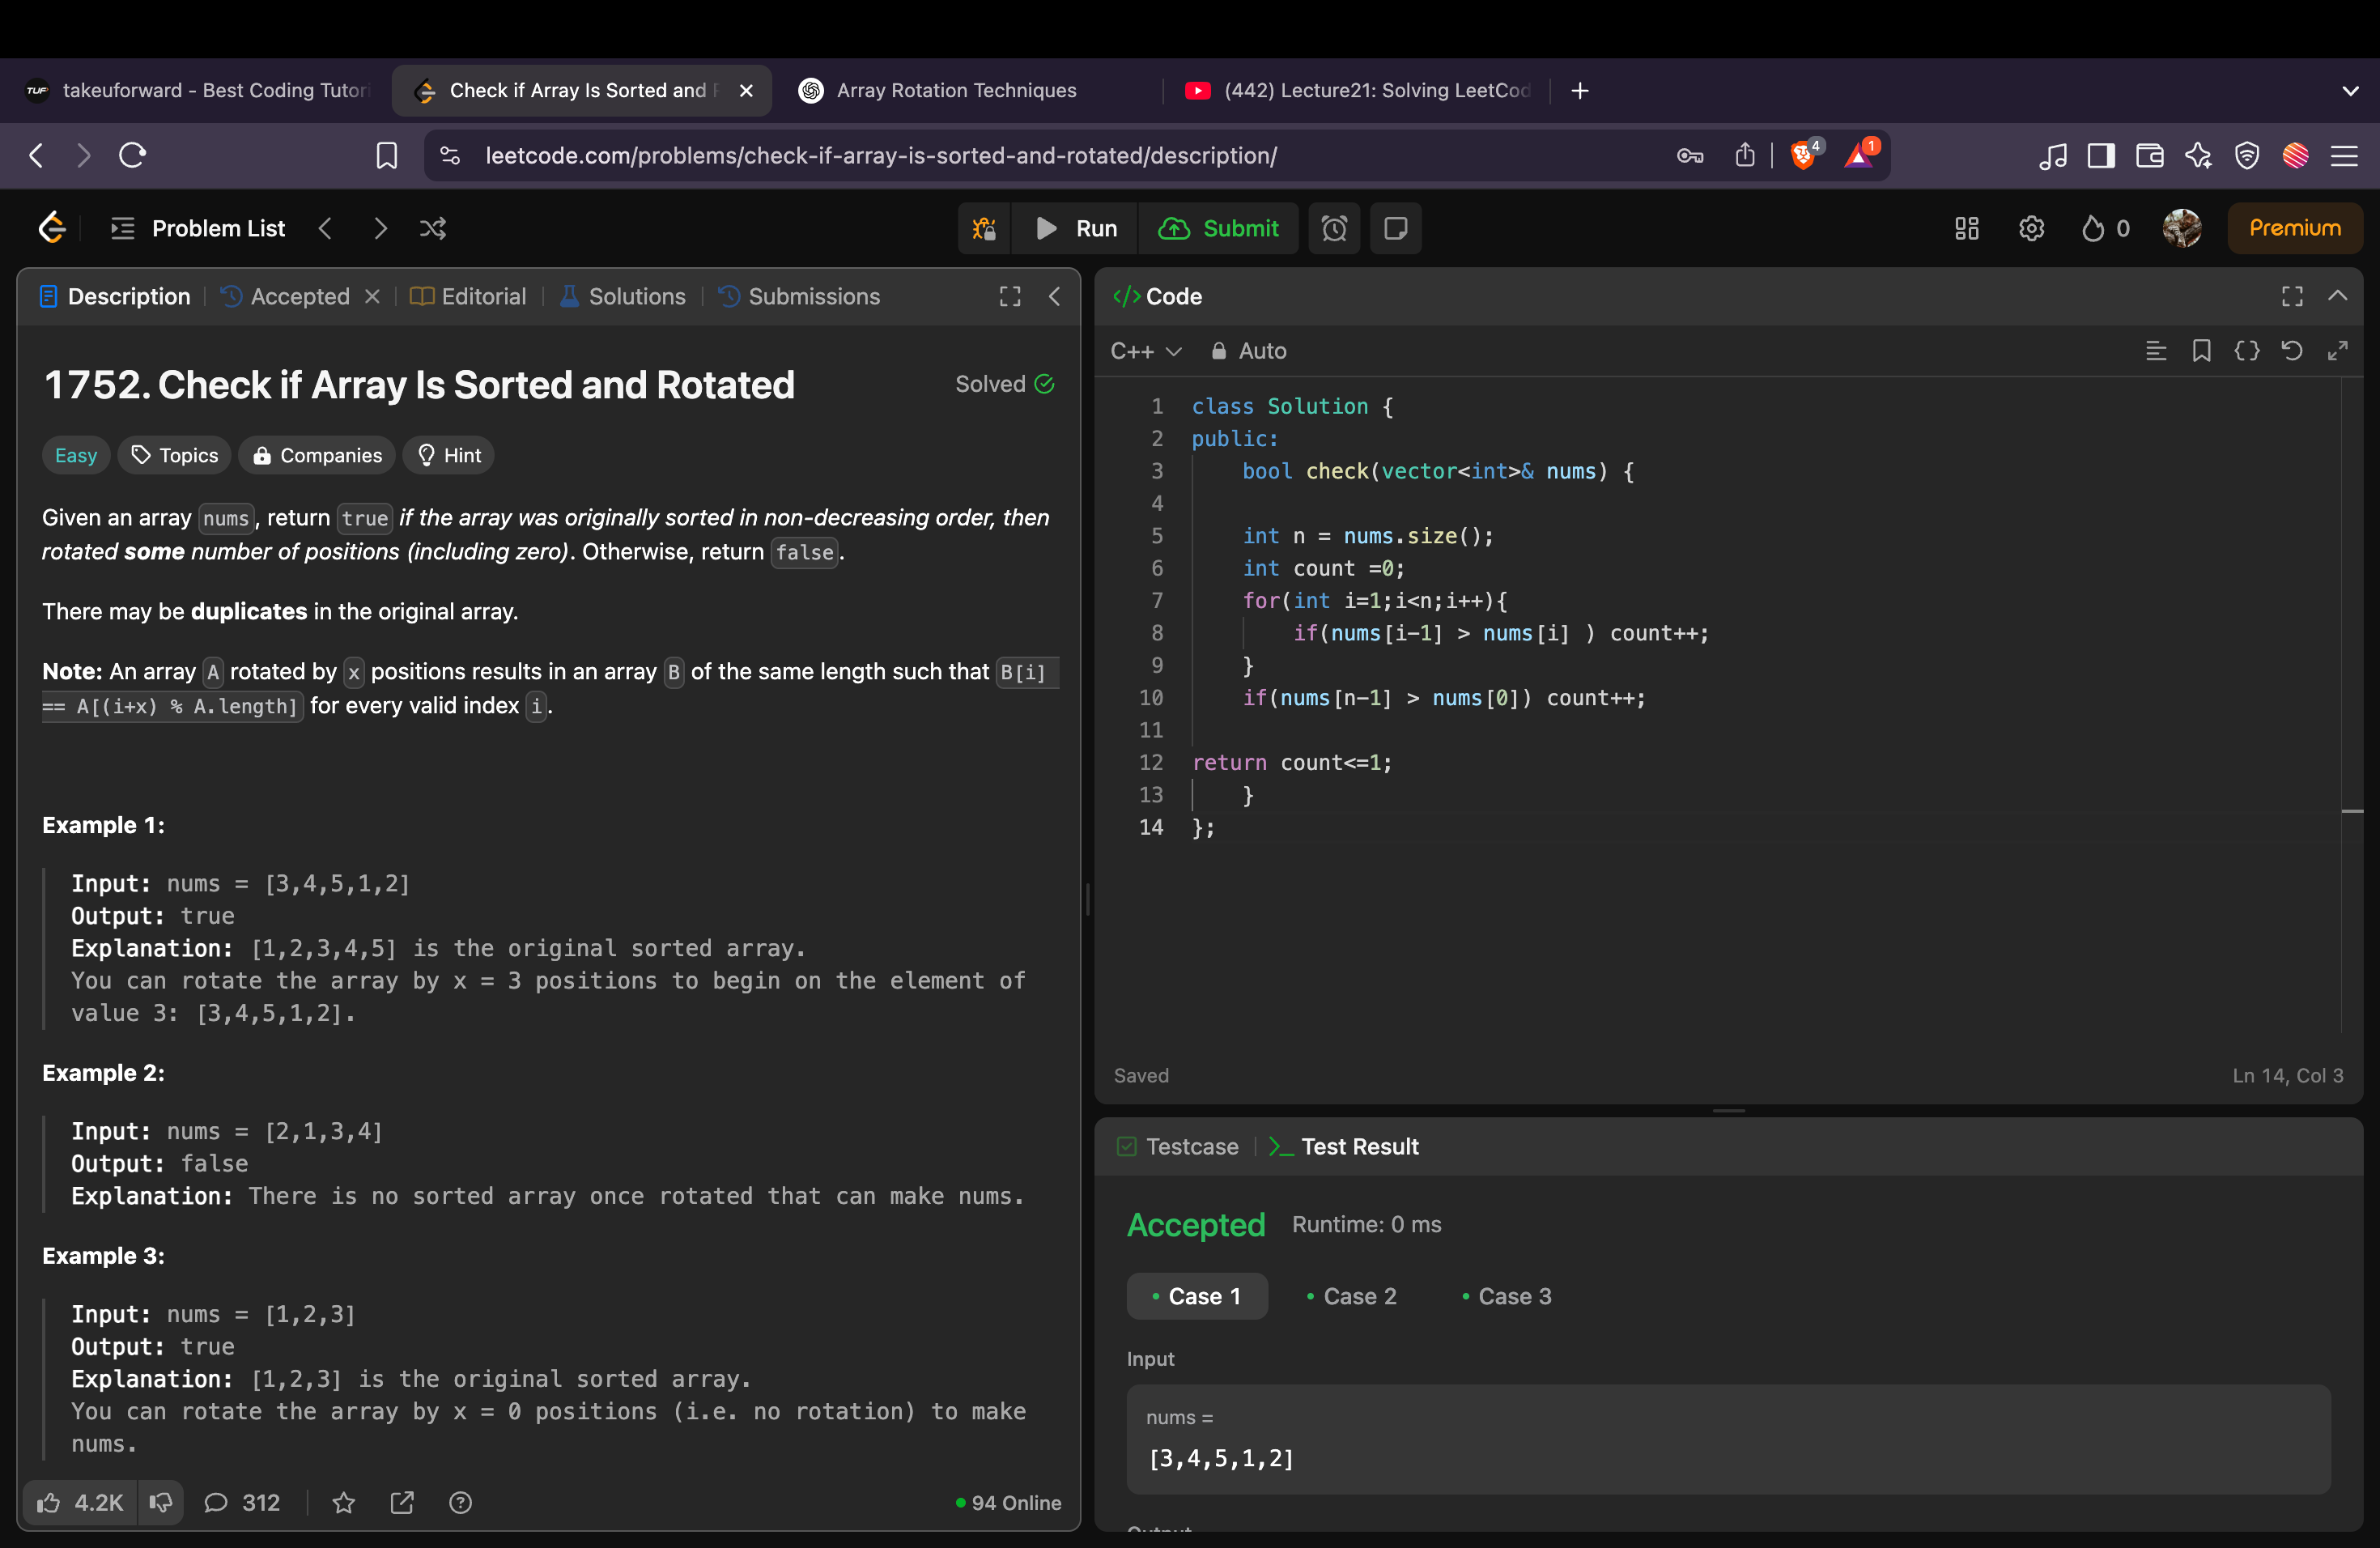 takeuforward - Best Coding Tutori
Check if Array Is Sorted and R
Array Rotation Techniques
(442) Lecture21: Solving LeetCod
leetcode.com/problems/check-if-array-is-sorted-and-rotated/description/
4
1
Problem List
Run
Submit
0
Premium
Description
Accepted
Editorial
Solutions
Submissions
1752. Check if Array Is Sorted and Rotated
Solved
Easy
Topics
Companies
Hint
Given an array nums, return true if the array was originally sorted in non-decreasing order, then
rotated some number of positions (including zero). Otherwise, return false.
There may be duplicates in the original array.
Note: An array A rotated by x positions results in an array B of the same length such that B[i]
== A[(i+x) % A.length] for every valid index i.
Example 1:
Input: nums = [3,4,5,1,2]
Output: true
Explanation: [1,2,3,4,5] is the original sorted array.
You can rotate the array by x = 3 positions to begin on the element of
value 3: [3,4,5,1,2].
Example 2:
Input: nums = [2,1,3,4]
Output: false
Explanation: There is no sorted array once rotated that can make nums.
Example 3:
Input: nums = [1,2,3]
Output: true
Explanation: [1,2,3] is the original sorted array.
You can rotate the array by x = 0 positions (i.e. no rotation) to make
nums.
4.2K
312
94 Online
</> Code
C++
Auto
1 class Solution {
2 public:
3 bool check(vector<int>& nums) {
4
5 int n = nums.size();
6 int count =0;
7 for(int i=1;i<n;i++){
8 if(nums[i-1] > nums[i] ) count++;
9 }
10 if(nums[n-1] > nums[0]) count++;
11
12 return count<=1;
13 }
14 };
Saved
Ln 14, Col 3
Testcase
Test Result
Accepted
Runtime: 0 ms
Case 1
Case 2
Case 3
Input
nums =
[3,4,5,1,2]